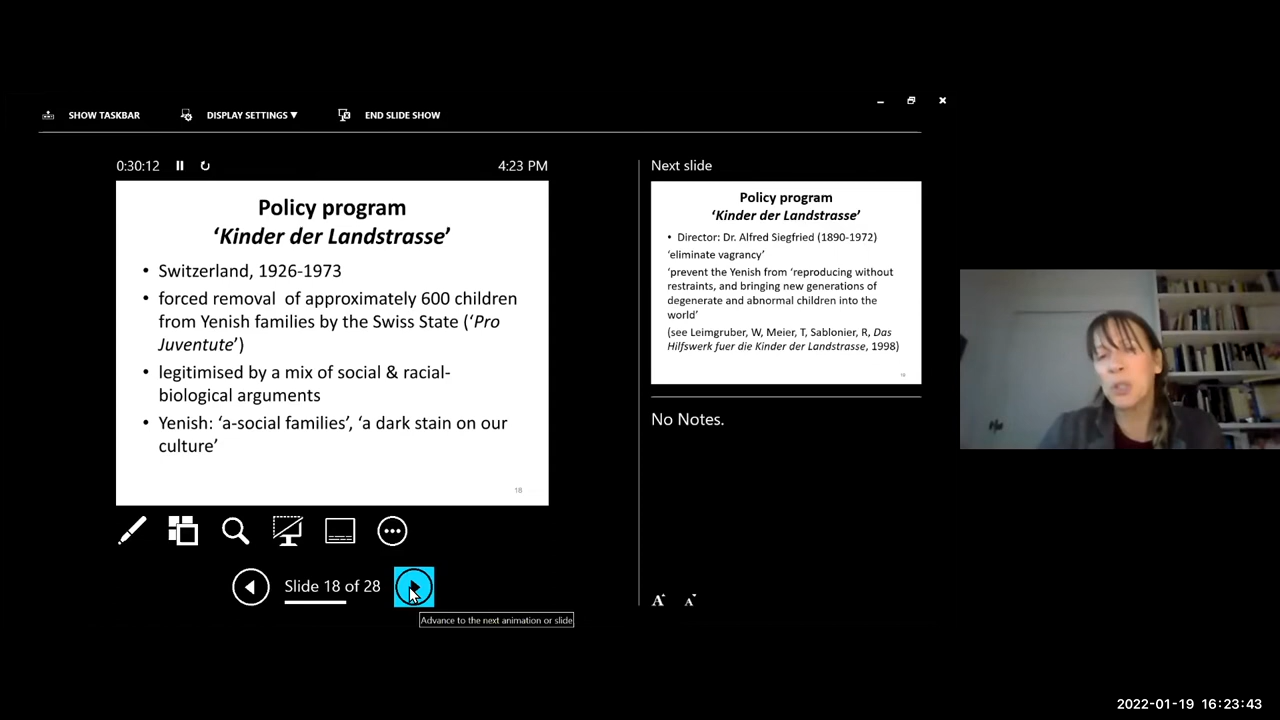 SHOW TASKBAR
DISPLAY SETTINGS ▼
END SLIDE SHOW
0:30:12
4:23 PM
Policy program
‘Kinder der Landstrasse’
• Switzerland, 1926-1973
• forced removal of approximately 600 children
from Yenish families by the Swiss State (‘Pro
Juventute’)
• legitimised by a mix of social & racial-
biological arguments
• Yenish: ‘a-social families’, ‘a dark stain on our
culture’
18
Slide 18 of 28
Advance to the next animation or slide
Next slide
Policy program
‘Kinder der Landstrasse’
• Director: Dr. Alfred Siegfried (1890-1972)
‘eliminate vagrancy’
‘prevent the Yenish from ‘reproducing without
restraints, and bringing new generations of
degenerate and abnormal children into the
world’
(see Leimgruber, W, Meier, T, Sablonier, R, Das
Hilfswerk fuer die Kinder der Landstrasse, 1998)
No Notes.
A A
2022-01-19 16:23:43